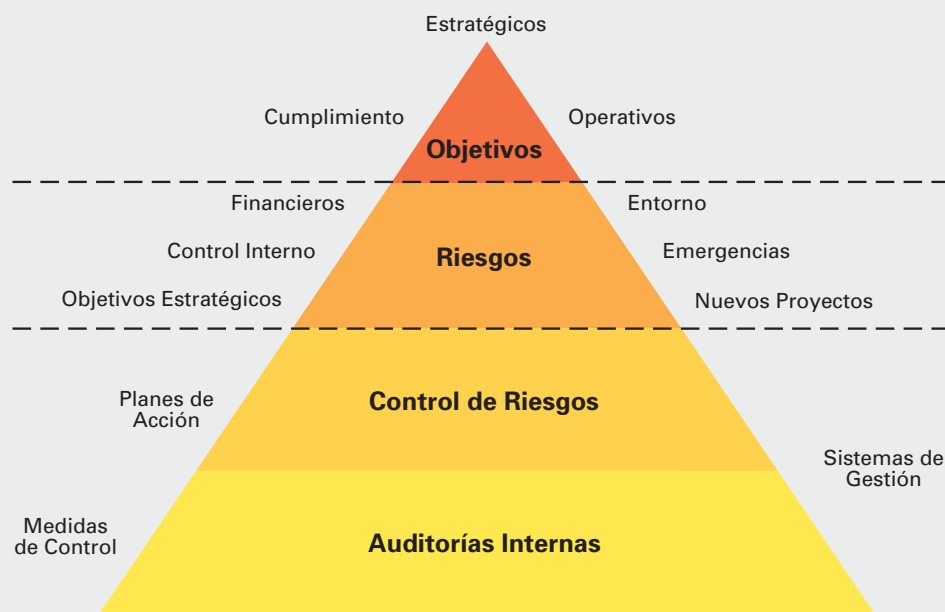 Estratégicos
Cumplimiento
Operativos
Objetivos
Financieros
Entorno
Control Interno
Riesgos
Emergencias
Objetivos Estratégicos
Nuevos Proyectos
Planes de
Acción
Control de Riesgos
Sistemas de
Gestión
Medidas
de Control
Auditorías Internas